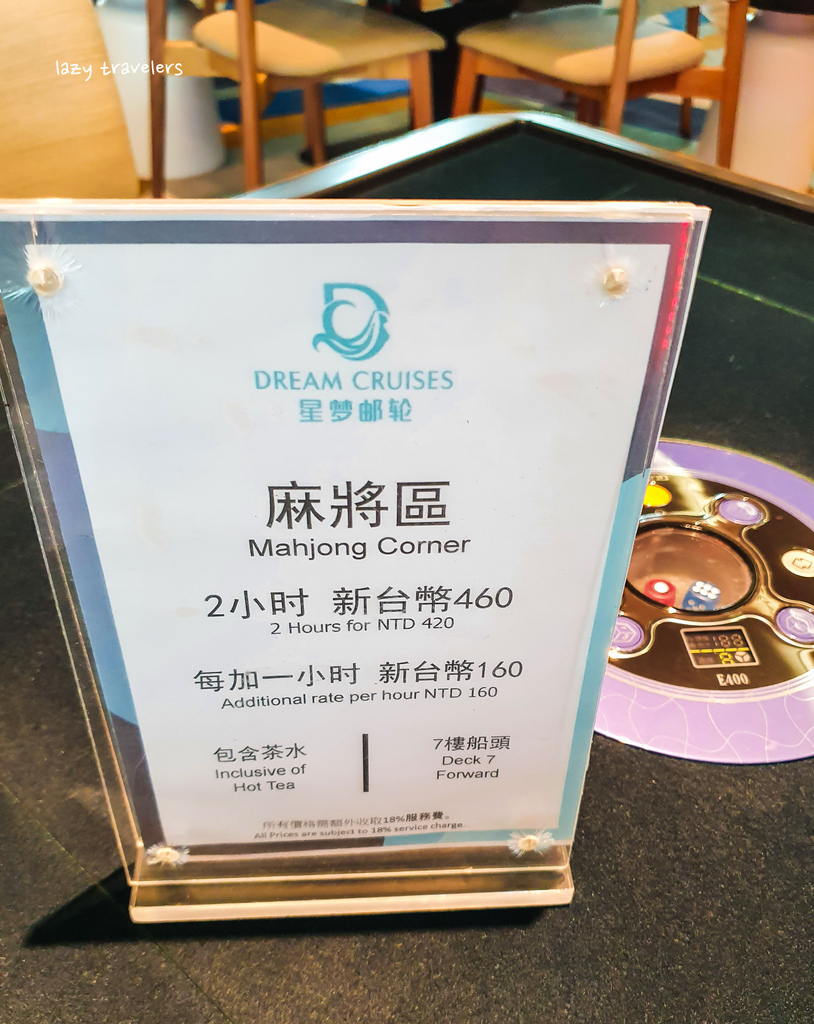 lazy travelers
DREAM CRUISES
星梦邮轮
麻將區
Mahjong Corner
2小时 新台幣460
2 Hours for NTD 420
每加一小时 新台幣160
Additional rate per hour NTD 160
包含茶水
Inclusive of
Hot Tea
7樓船頭
Deck 7
Forward
所有價格需額外收取18%服務費。
All Prices are subject to 18% service charge.
E400